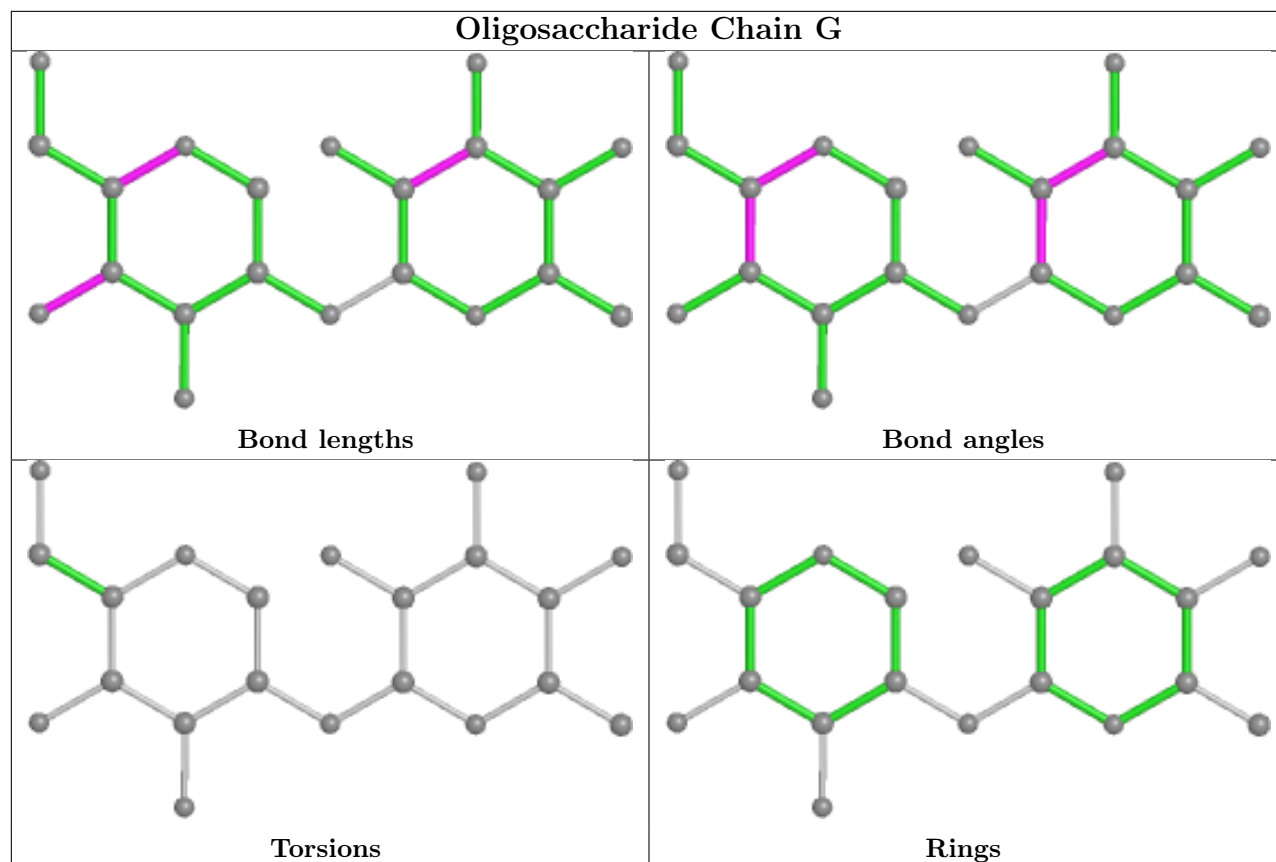 Oligosaccharide Chain G
Bond lengths
Bond angles
Torsions
Rings